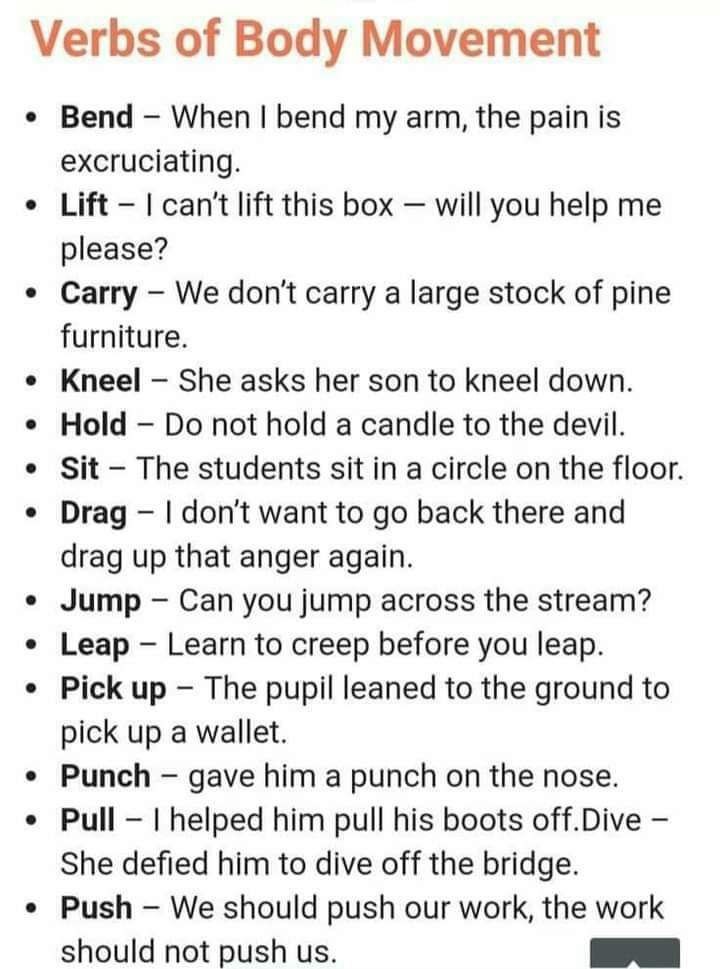 Verbs of Body Movement
• Bend – When I bend my arm, the pain is
excruciating.
• Lift – I can't lift this box – will you help me
please?
• Carry – We don't carry a large stock of pine
furniture.
• Kneel – She asks her son to kneel down.
• Hold – Do not hold a candle to the devil.
• Sit – The students sit in a circle on the floor.
• Drag – I don't want to go back there and
drag up that anger again.
• Jump – Can you jump across the stream?
• Leap – Learn to creep before you leap.
• Pick up – The pupil leaned to the ground to
pick up a wallet.
• Punch – gave him a punch on the nose.
• Pull – I helped him pull his boots off.Dive –
She defied him to dive off the bridge.
• Push – We should push our work, the work
should not push us.